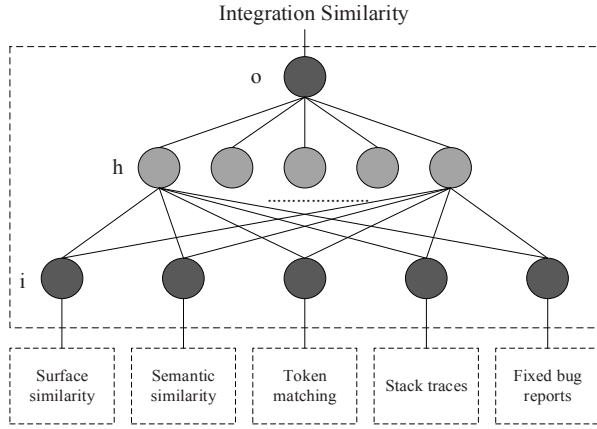 Integration Similarity
o
h
i
Surface
similarity
Semantic
similarity
Token
matching
Stack traces
Fixed bug
reports